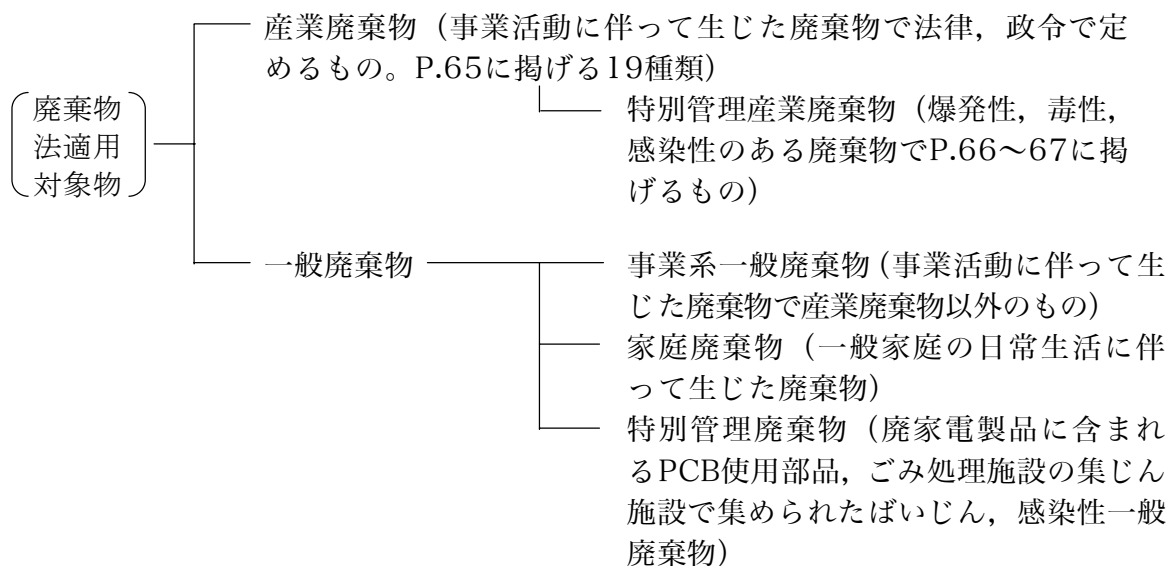 産業廃棄物（事業活動に伴って生じた廃棄物で法律，政令で定
めるもの。P.65に掲げる19種類）
特別管理産業廃棄物（爆発性，毒性，
感染性のある廃棄物でP.66〜67に掲
げるもの）
廃棄物
法適用
対象物
一般廃棄物
事業系一般廃棄物（事業活動に伴って生
じた廃棄物で産業廃棄物以外のもの）
家庭廃棄物（一般家庭の日常生活に伴
って生じた廃棄物）
特別管理廃棄物（廃家電製品に含まれ
るPCB使用部品，ごみ処理施設の集じん
施設で集められたばいじん，感染性一般
廃棄物）